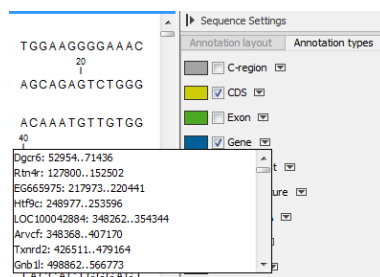 Sequence Settings
Annotation layout Annotation types
TGGAAGGGGAAAC
20
AGCAGAGTCTGGG
ACAAATGTTGTGG
40
C-region
CDS
Exon
Gene
Dgcr6: 52954..71436
Rtn4r: 127800..152502
EG665975: 217973..220441
Htf9c: 248977..253596
LOC100042884: 348262..354344
Arvcf: 348368..407170
Txnrd2: 426511..479164
Gnb1l: 498862..566773